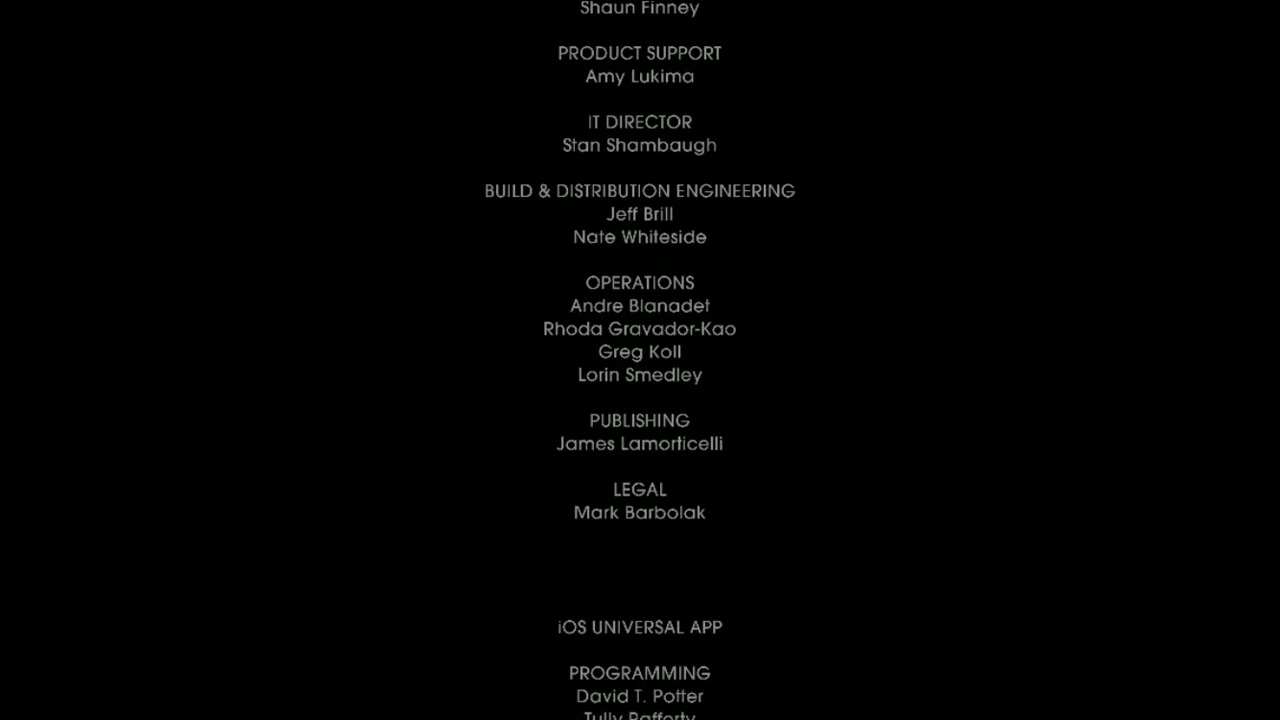 Shaun Finney
PRODUCT SUPPORT
Amy Lukima
IT DIRECTOR
Stan Shambaugh
BUILD & DISTRIBUTION ENGINEERING
Jeff Brill
Nate Whiteside
OPERATIONS
Andre Blanadet
Rhoda Gravador-Kao
Greg Koll
Lorin Smedley
PUBLISHING
James Lamorticelli
LEGAL
Mark Barbolak
iOS UNIVERSAL APP
PROGRAMMING
David T. Potter
Tully Rafferty